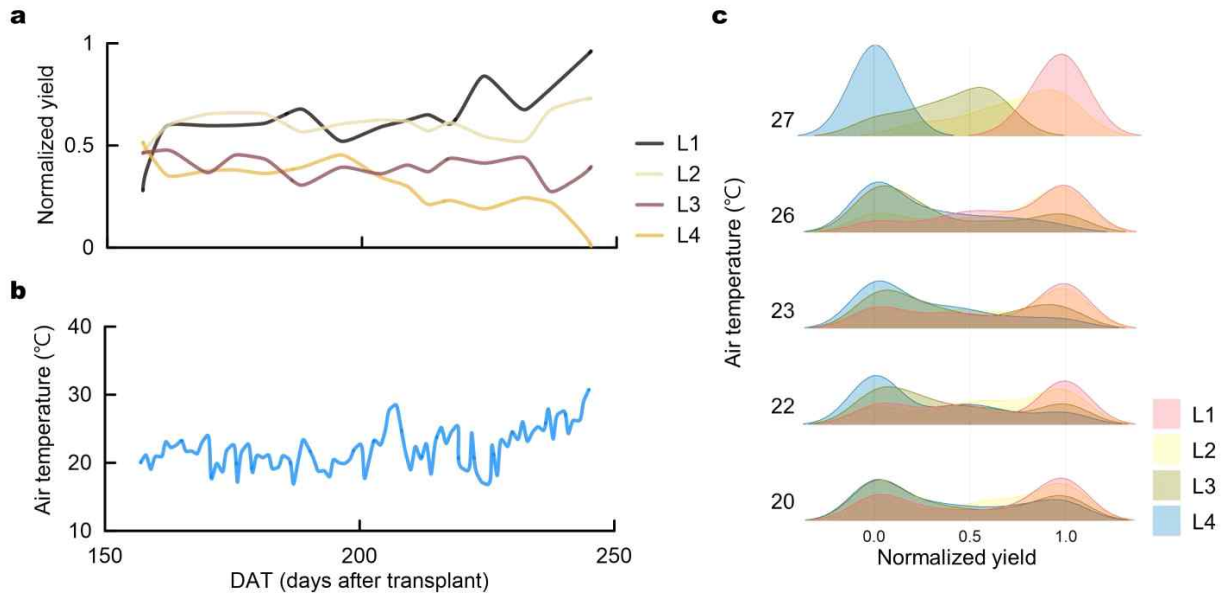 a
1
0.5
0
Normalized yield
L1
L2
L3
L4
b
40
30
20
10
Air temperature (°C)
150
200
250
DAT (days after transplant)
c
27
26
23
22
20
Air temperature (°C)
0.0
0.5
1.0
Normalized yield
L1
L2
L3
L4